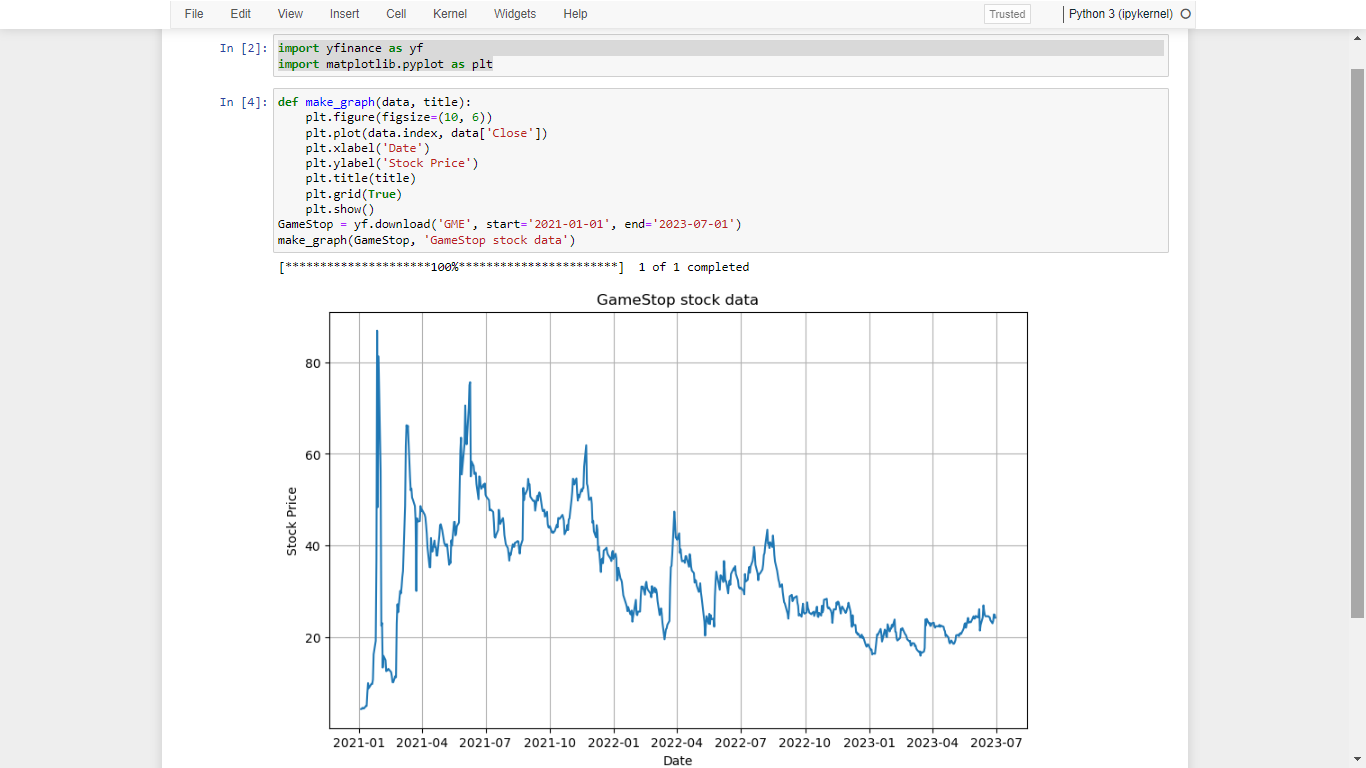 File Edit View Insert Cell Kernel Widgets Help Trusted Python 3 (ipykernel)
In [2]: import yfinance as yf
import matplotlib.pyplot as plt
In [4]: def make_graph(data, title):
plt.figure(figsize=(10, 6))
plt.plot(data.index, data['Close'])
plt.xlabel('Date')
plt.ylabel('Stock Price')
plt.title(title)
plt.grid(True)
plt.show()
GameStop = yf.download('GME', start='2021-01-01', end='2023-07-01')
make_graph(GameStop, 'GameStop stock data')
[*********************100%***********************]  1 of 1 completed
GameStop stock data
80
60
40
20
Stock Price
2021-01 2021-04 2021-07 2021-10 2022-01 2022-04 2022-07 2022-10 2023-01 2023-04 2023-07
Date